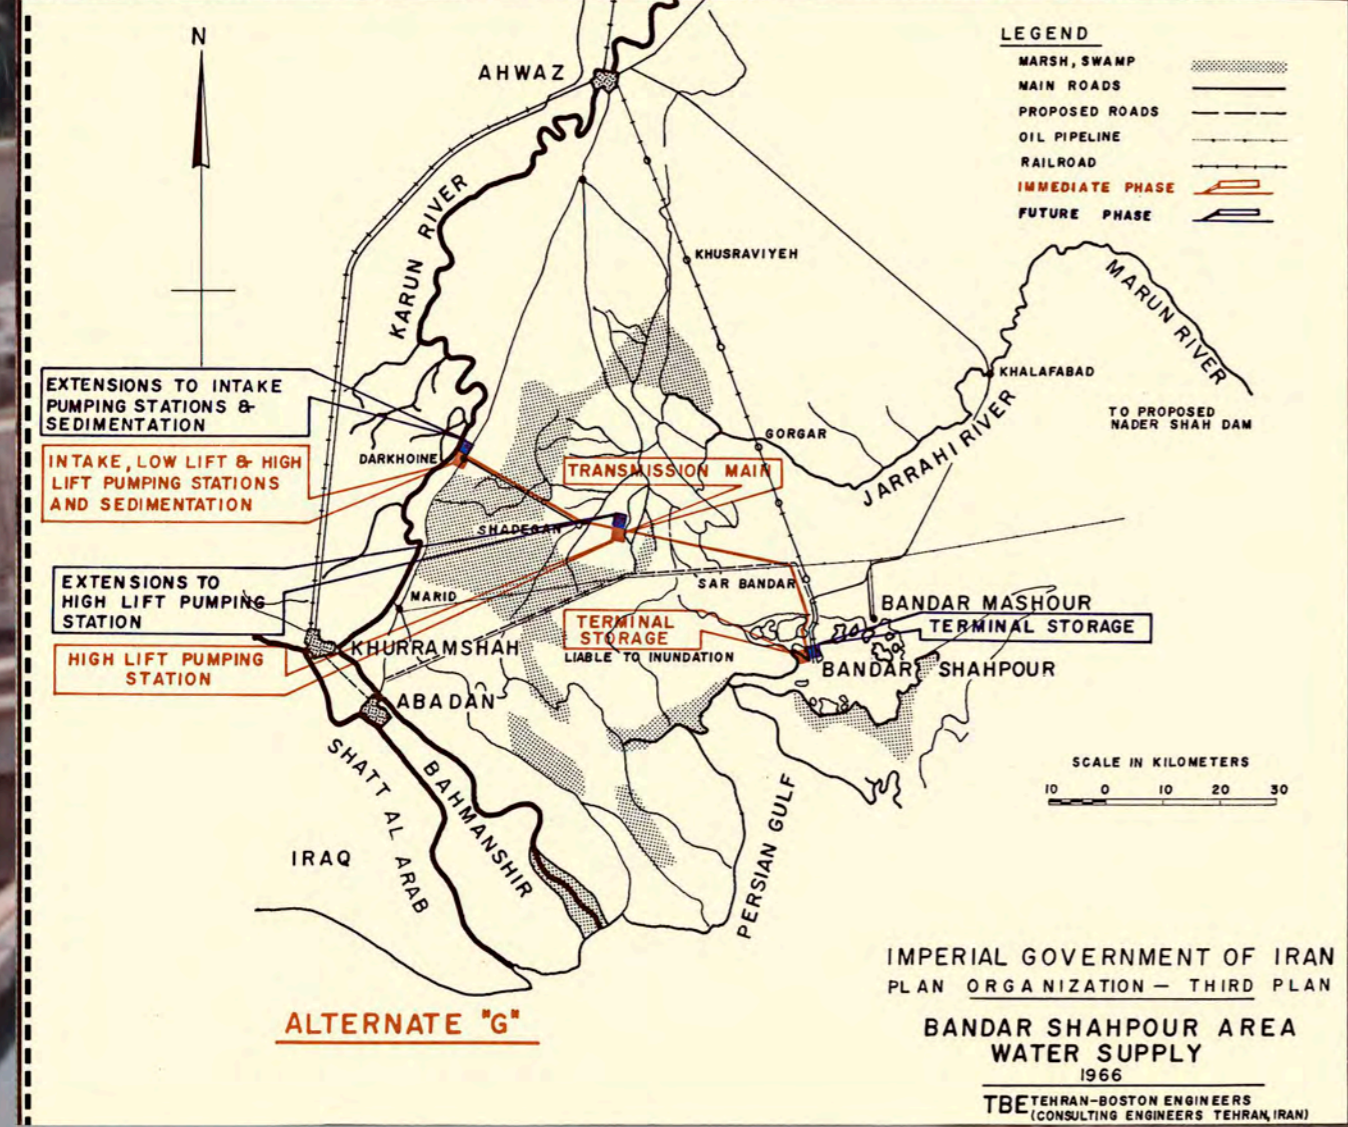 N
AHWAZ
LEGEND
MARSH, SWAMP
MAIN ROADS
PROPOSED ROADS
OIL PIPELINE
RAILROAD
IMMEDIATE PHASE
FUTURE PHASE
KARUN RIVER
KHUSRAVIYEH
MARUN RIVER
KHALAFABAD
TO PROPOSED
NADER SHAH DAM
EXTENSIONS TO INTAKE
PUMPING STATIONS &
SEDIMENTATION
GORGAR
JARRAHI RIVER
DARKHOINE
INTAKE, LOW LIFT & HIGH
LIFT PUMPING STATIONS
AND SEDIMENTATION
TRANSMISSION MAIN
SHADEGAN
EXTENSIONS TO
HIGH LIFT PUMPING
STATION
MARID
SAR BANDAR
BANDAR MASHOUR
TERMINAL STORAGE
TERMINAL
STORAGE
LIABLE TO INUNDATION
KHURRAMSHAH
HIGH LIFT PUMPING
STATION
BANDAR SHAHPOUR
ABADAN
SHATT AL ARAB
BAHMANSHIR
PERSIAN GULF
SCALE IN KILOMETERS
10 0 10 20 30
IRAQ
IMPERIAL GOVERNMENT OF IRAN
PLAN ORGANIZATION — THIRD PLAN
ALTERNATE "G"
BANDAR SHAHPOUR AREA
WATER SUPPLY
1966
TBE TEHRAN-BOSTON ENGINEERS
(CONSULTING ENGINEERS TEHRAN, IRAN)